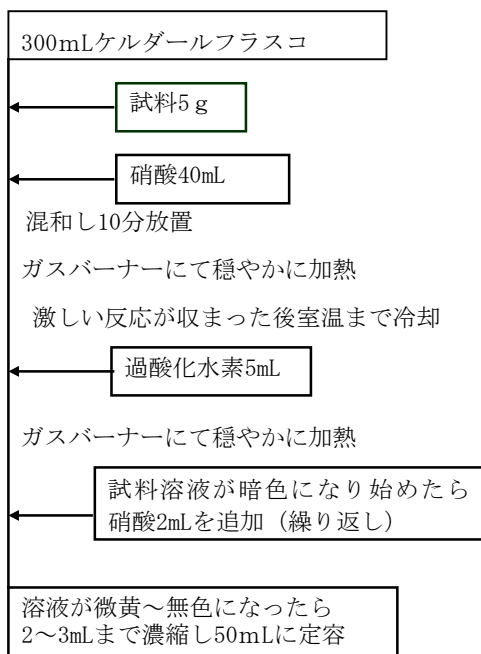 300mLケルダールフラスコ
試料5ｇ
硝酸40mL
混和し10分放置
ガスバーナーにて穏やかに加熱
激しい反応が収まった後室温まで冷却
過酸化水素5mL
ガスバーナーにて穏やかに加熱
試料溶液が暗色になり始めたら
硝酸2mLを追加（繰り返し）
溶液が微黄～無色になったら
2～3mLまで濃縮し50mLに定容